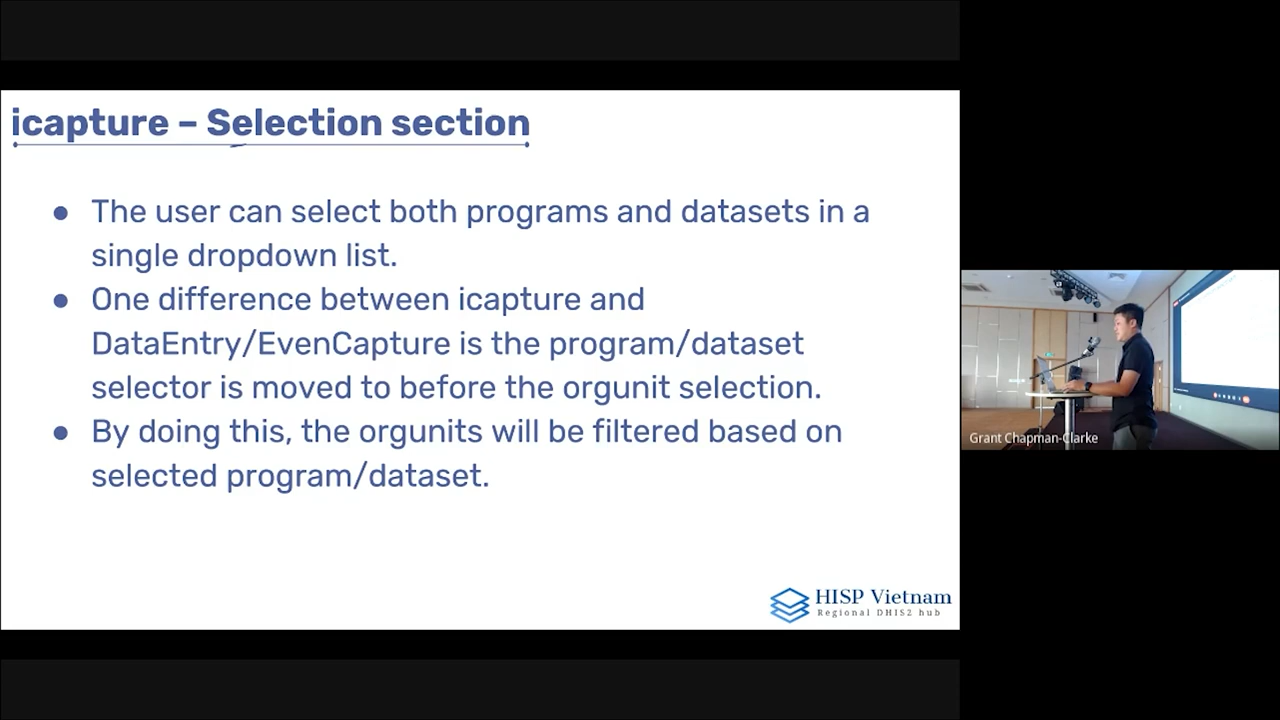 icapture – Selection section
● The user can select both programs and datasets in a
single dropdown list.
● One difference between icapture and
DataEntry/EvenCapture is the program/dataset
selector is moved to before the orgunit selection.
● By doing this, the orgunits will be filtered based on
selected program/dataset.
HISP Vietnam
Regional DHIS2 hub
Grant Chapman-Clarke